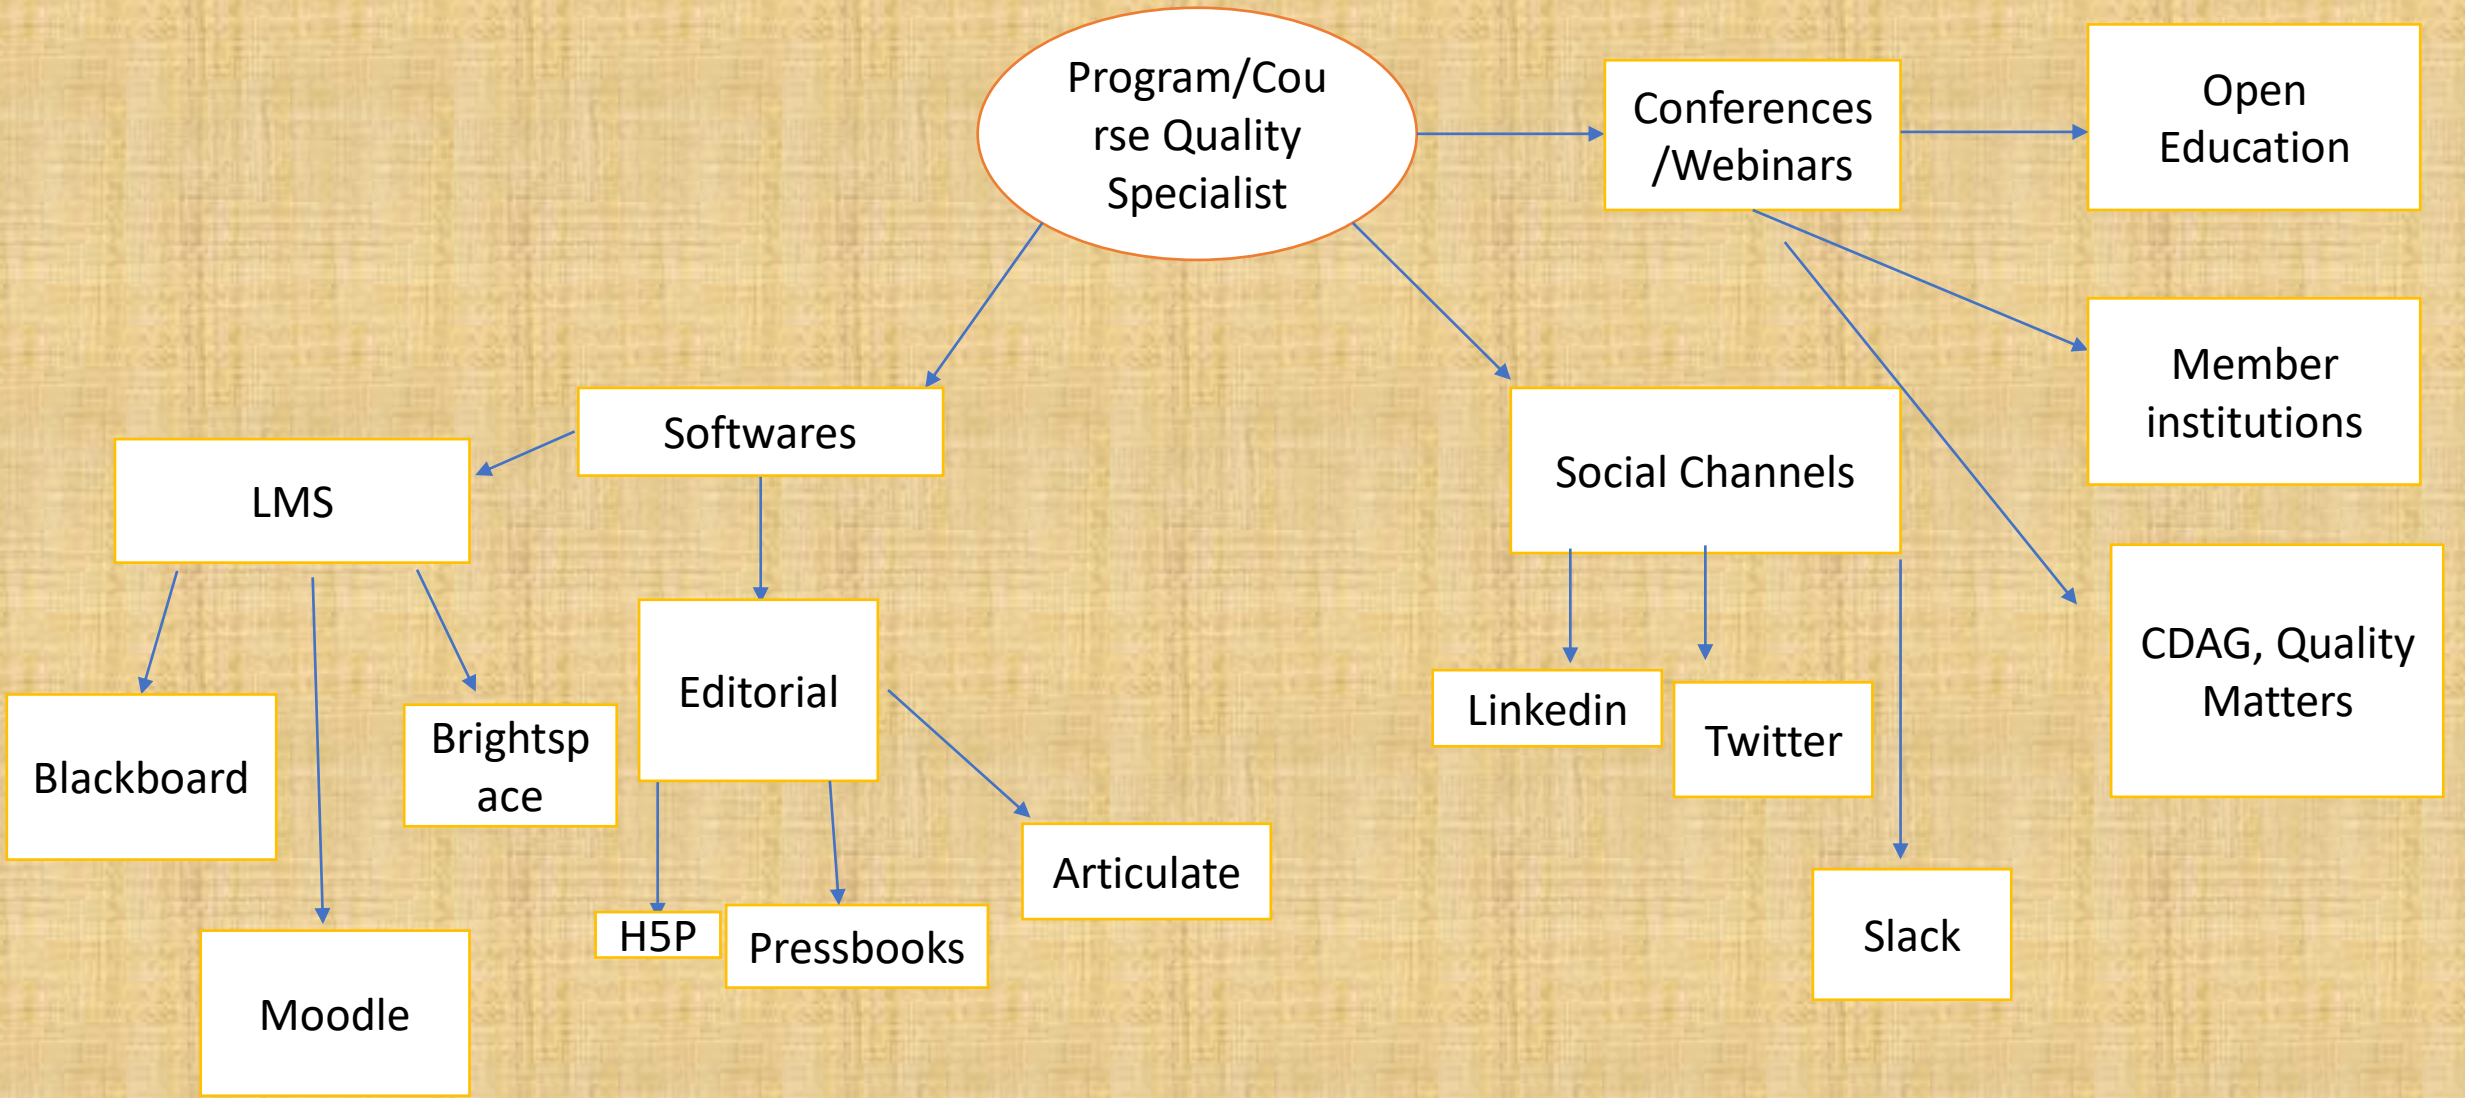 Program/Cou
rse Quality
Specialist
Conferences
/Webinars
Open
Education
Member
institutions
CDAG, Quality
Matters
Softwares
Social Channels
LMS
Editorial
Blackboard
Brightsp
ace
Moodle
H5P
Pressbooks
Articulate
Linkedin
Twitter
Slack